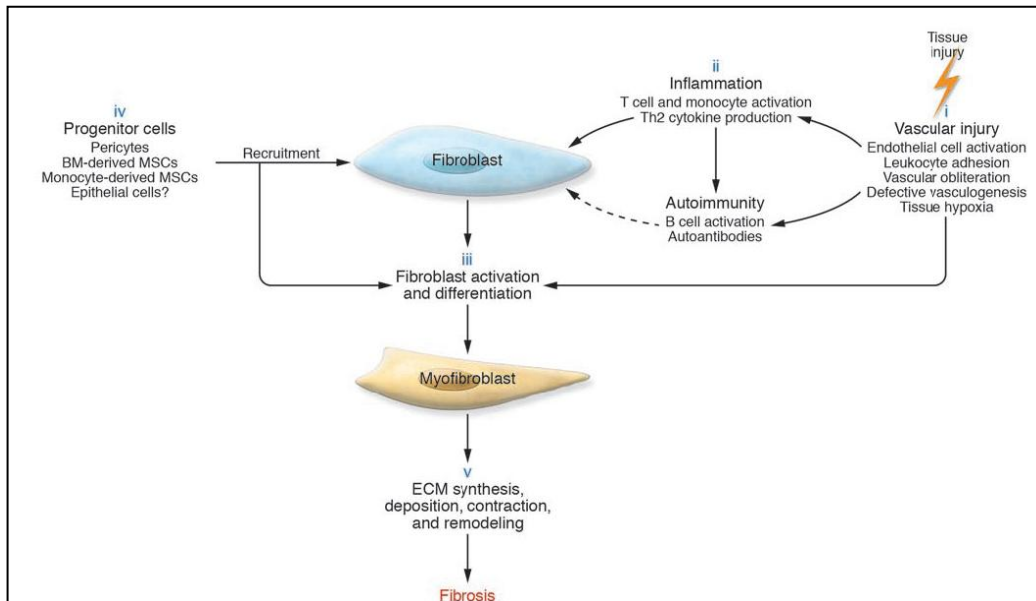 Tissue
injury
i
Vascular injury
Endothelial cell activation
Leukocyte adhesion
Vascular obliteration
Defective vasculogenesis
Tissue hypoxia
ii
Inflammation
T cell and monocyte activation
Th2 cytokine production
Autoimmunity
B cell activation
Autoantibodies
iv
Progenitor cells
Pericytes
BM-derived MSCs
Monocyte-derived MSCs
Epithelial cells?
Recruitment
Fibroblast
iii
Fibroblast activation
and differentiation
Myofibroblast
v
ECM synthesis,
deposition, contraction,
and remodeling
Fibrosis